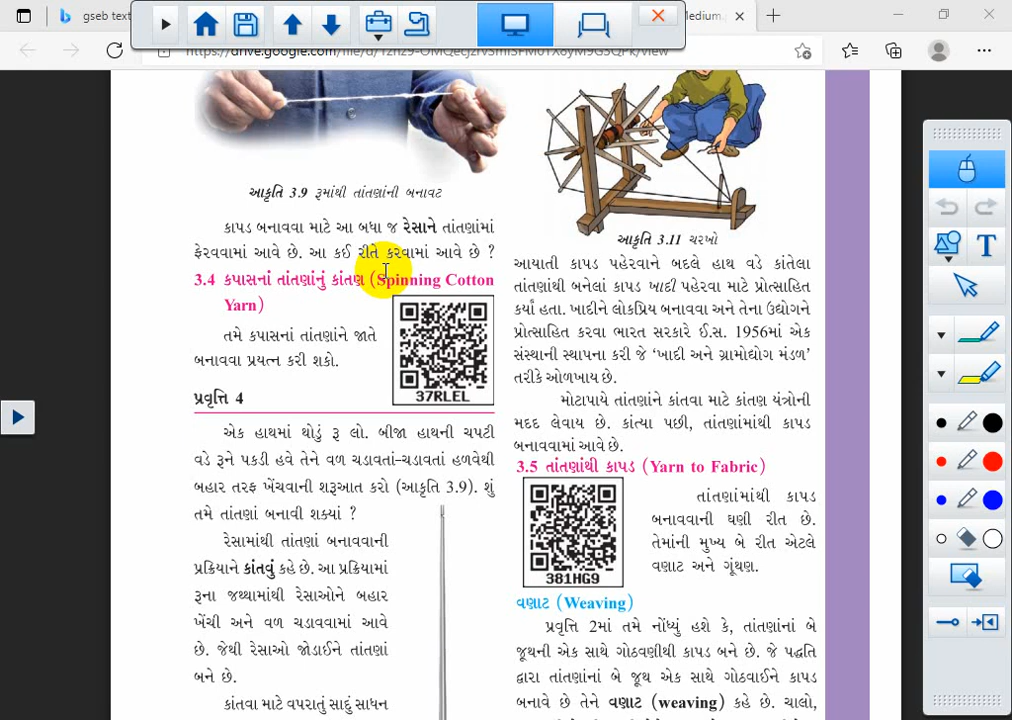 gseb text
Medium.
આકૃતિ 3.9 રૂમાંથી તાંતણાંની બનાવટ
કાપડ બનાવવા માટે આ બધા જ રેસાને તાંતણાંમાં
ફેરવવામાં આવે છે. આ કઈ રીતે કરવામાં આવે છે ?
3.4 કપાસનાં તાંતણાંનું કાંતણ (Spinning Cotton
Yarn)
તમે કપાસનાં તાંતણાંને જાતે
બનાવવા પ્રયત્ન કરી શકો.
37RLEL
પ્રવૃત્તિ 4
એક હાથમાં થોડું રૂ લો. બીજા હાથની ચપટી
વડે રૂને પકડી હવે તેને વળ ચડાવતાં-ચડાવતાં હળવેથી
બહાર તરફ ખેંચવાની શરૂઆત કરો (આકૃતિ 3.9). શું
તમે તાંતણાં બનાવી શક્યાં ?
રેસામાંથી તાંતણાં બનાવવાની
પ્રક્રિયાને કાંતવું કહે છે. આ પ્રક્રિયામાં
રૂના જથ્થામાંથી રેસાઓને બહાર
ખેંચી અને વળ ચડાવવામાં આવે
છે. જેથી રેસાઓ જોડાઈને તાંતણાં
બને છે.
કાંતવા માટે વપરાતું સાદું સાધન
આકૃતિ 3.11 ચરખો
આયાતી કાપડ પહેરવાને બદલે હાથ વડે કાંતેલા
તાંતણાંથી બનેલાં કાપડ ખાદી પહેરવા માટે પ્રોત્સાહિત
કર્યાં હતા. ખાદીને લોકપ્રિય બનાવવા અને તેના ઉદ્યોગને
પ્રોત્સાહિત કરવા ભારત સરકારે ઈ.સ. 1956માં એક
સંસ્થાની સ્થાપના કરી જે ‘ખાદી અને ગ્રામોદ્યોગ મંડળ’
તરીકે ઓળખાય છે.
મોટાપાયે તાંતણાંને કાંતવા માટે કાંતણ યંત્રોની
મદદ લેવાય છે. કાંત્યા પછી, તાંતણાંમાંથી કાપડ
બનાવવામાં આવે છે.
3.5 તાંતણાંથી કાપડ (Yarn to Fabric)
381HG9
તાંતણાંમાંથી કાપડ
બનાવવાની ઘણી રીત છે.
તેમાંની મુખ્ય બે રીત એટલે
વણાટ અને ગૂંથણ.
વણાટ (Weaving)
પ્રવૃત્તિ 2માં તમે નોંધ્યું હશે કે, તાંતણાંનાં બે
જૂથની એક સાથે ગોઠવણીથી કાપડ બને છે. જે પદ્ધતિ
દ્વારા તાંતણાંનાં બે જૂથ એક સાથે ગોઠવાઈને કાપડ
બનાવે છે તેને વણાટ (weaving) કહે છે. ચાલો,
T